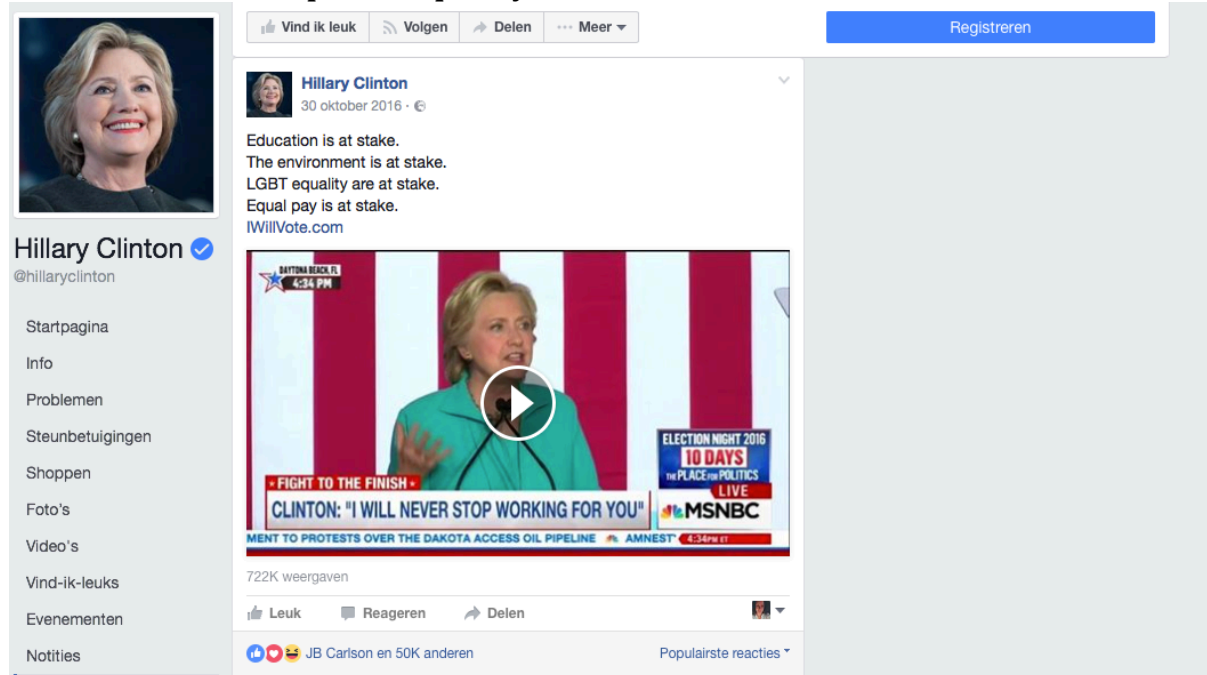 Vind ik leuk
Volgen
Delen
Meer
Registreren
Hillary Clinton
@hillaryclinton
Startpagina
Info
Problemen
Steunbetuigingen
Shoppen
Foto's
Video's
Vind-ik-leuks
Evenementen
Notities
Hillary Clinton
30 oktober 2016 ·
Education is at stake.
The environment is at stake.
LGBT equality are at stake.
Equal pay is at stake.
IWillVote.com
DAYTONA BEACH, FL
4:34 PM
ELECTION NIGHT 2016
10 DAYS
THE PLACE FOR POLITICS
LIVE
MSNBC
• FIGHT TO THE FINISH •
CLINTON: "I WILL NEVER STOP WORKING FOR YOU"
MENT TO PROTESTS OVER THE DAKOTA ACCESS OIL PIPELINE AMNEST 4:34PM ET
722K weergaven
Leuk Reageren Delen
JB Carlson en 50K anderen
Populairste reacties